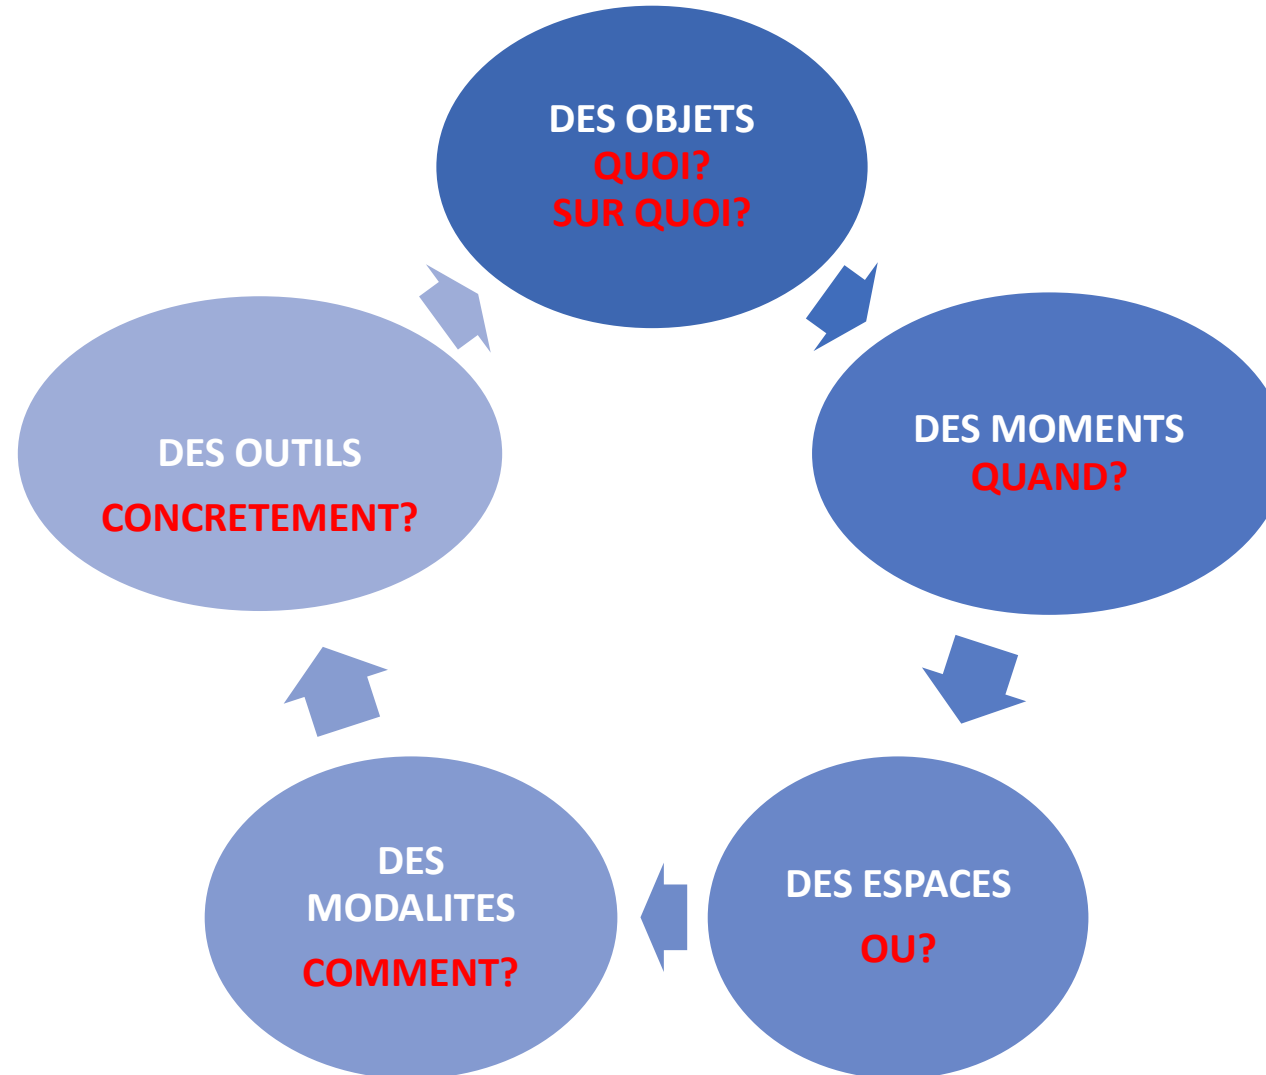 DES OBJETS
QUOI?
SUR QUOI?
DES MOMENTS
QUAND?
DES ESPACES
OU?
DES
MODALITES
COMMENT?
DES OUTILS
CONCRETEMENT?